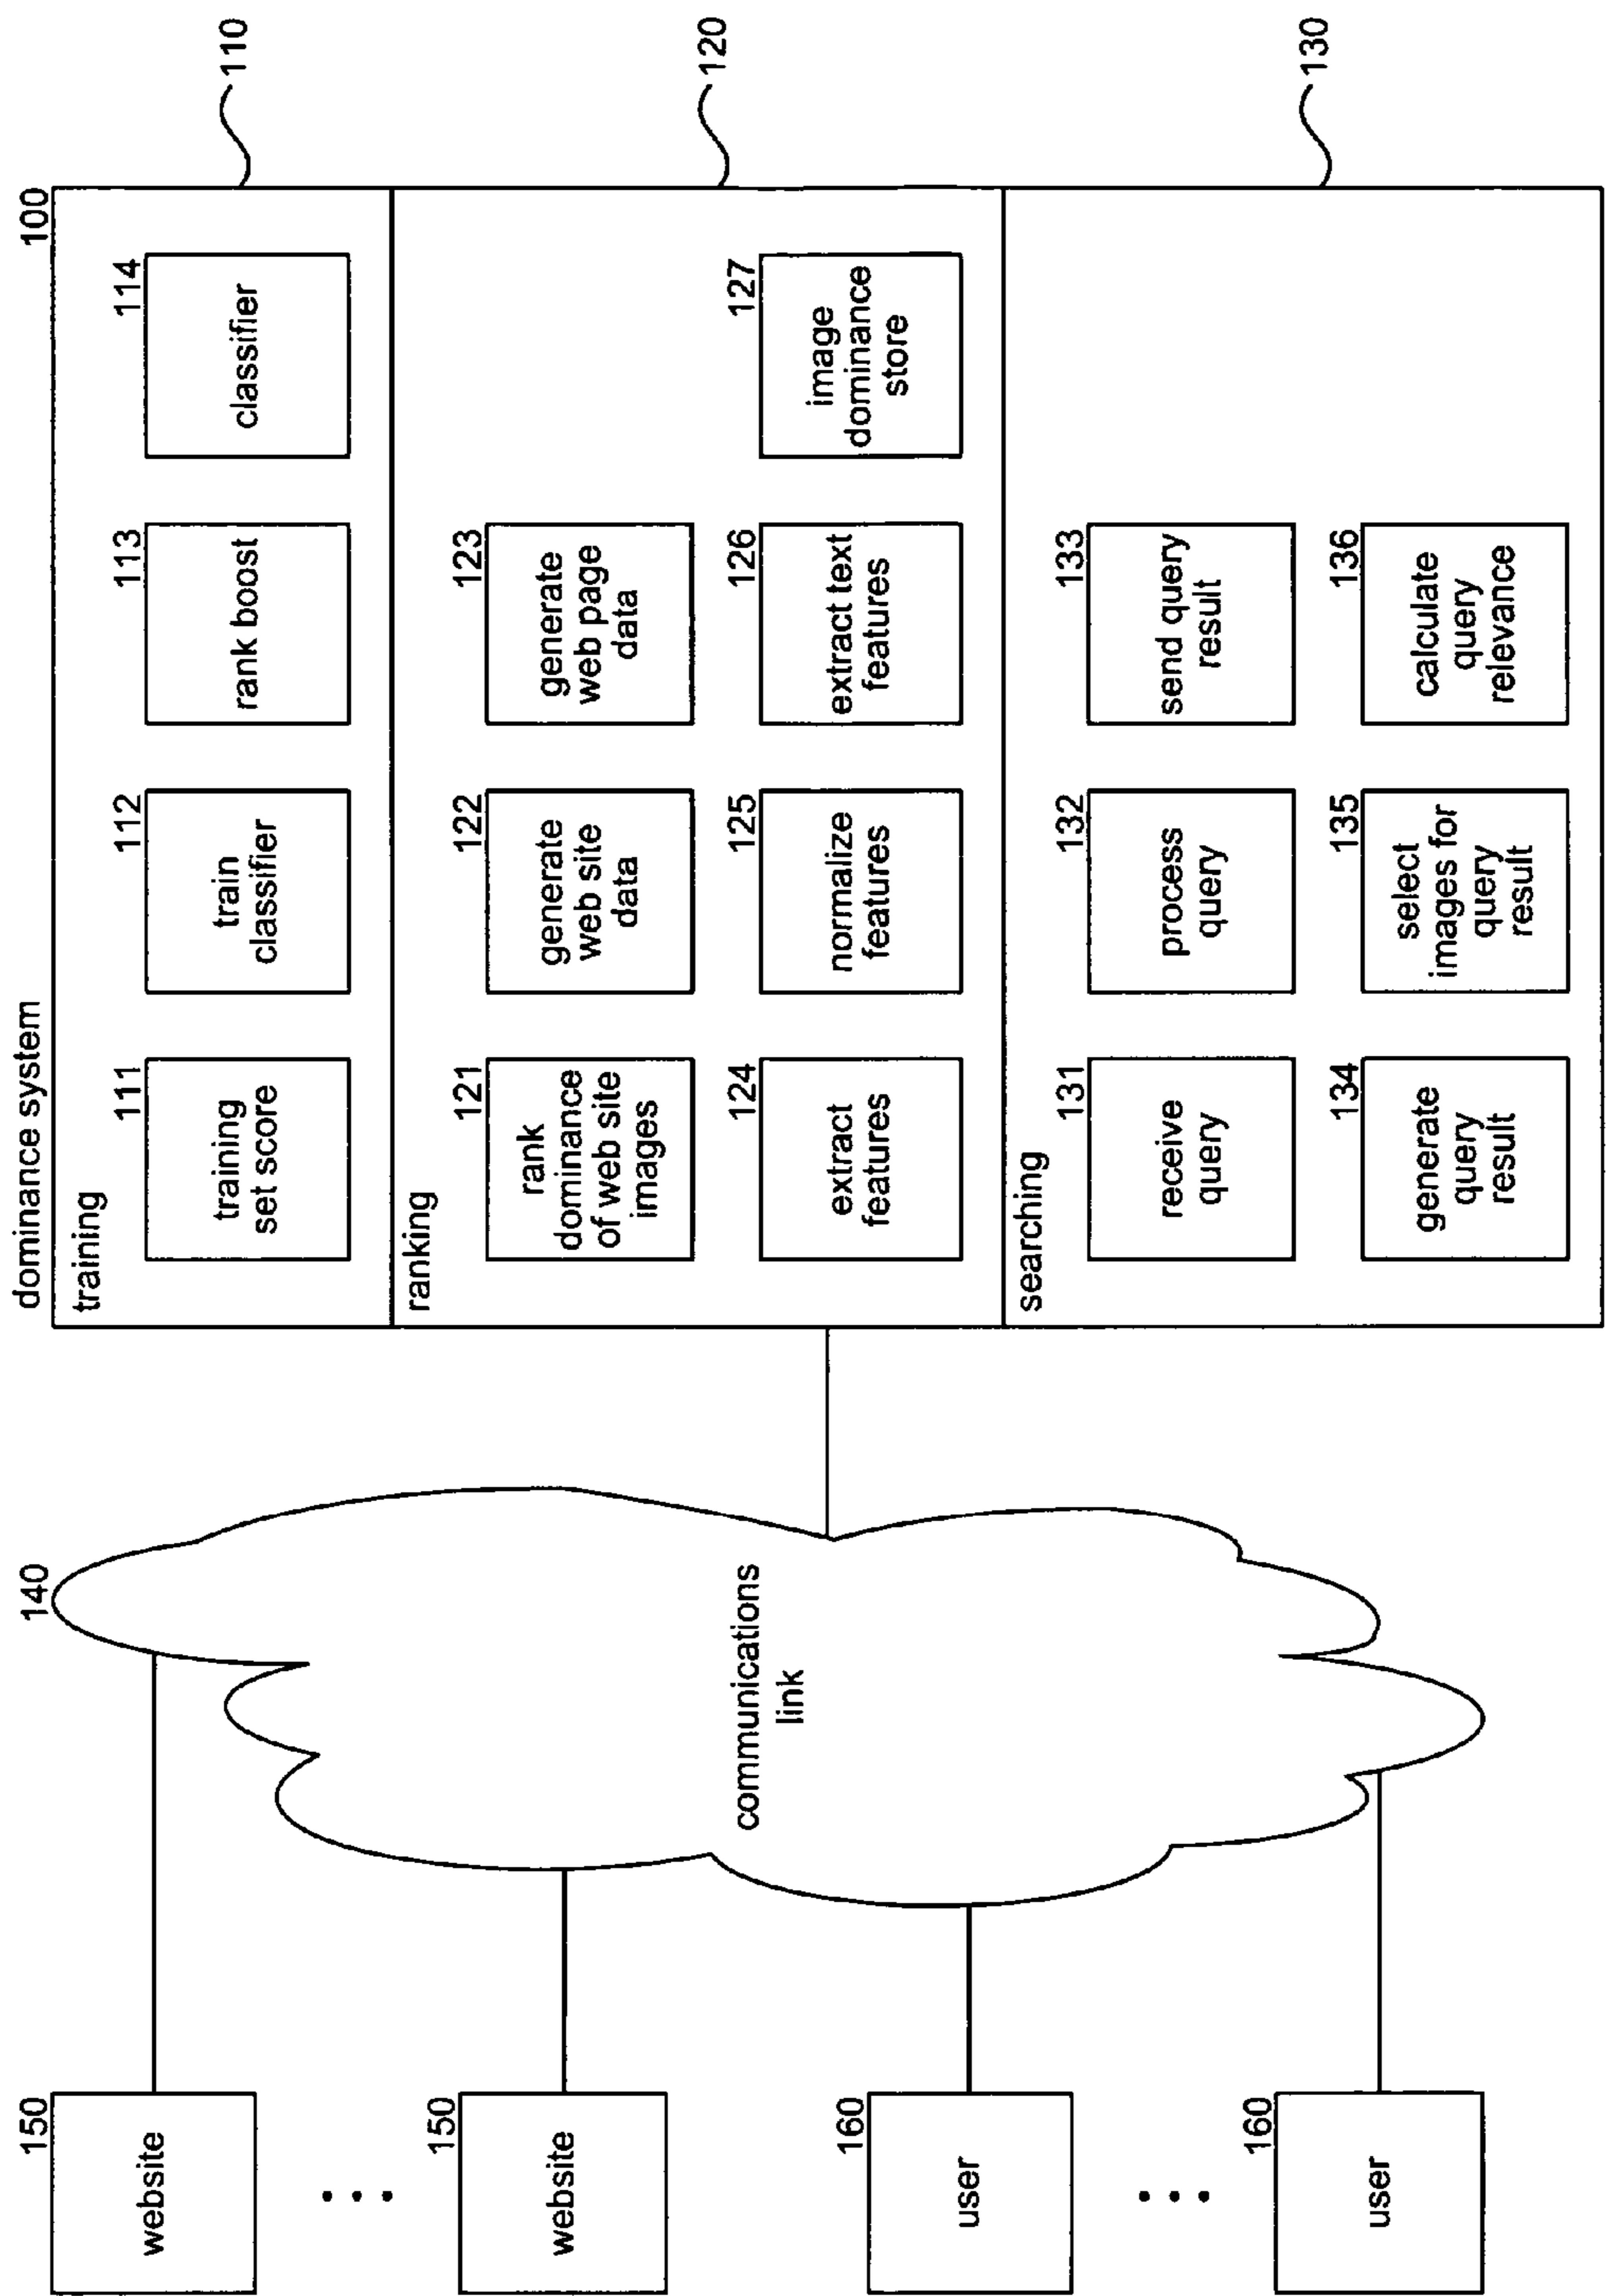 dominance system
100
training
110
111
training
set score
112
train
classifier
113
rank boost
114
classifier
ranking
120
121
rank
dominance
of web site
images
122
generate
web site
data
123
generate
web page
data
124
extract
features
125
normalize
features
126
extract text
features
127
image
dominance
store
searching
130
131
receive
query
132
process
query
133
send query
result
134
generate
query
result
135
select
images for
query
result
136
calculate
query
relevance
140
communications
link
150
website
150
website
160
user
160
user